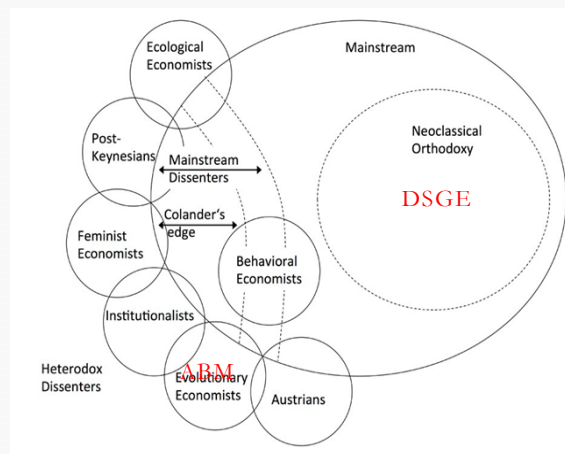 Ecological
Economists
Mainstream
Post-
Keynesians
Neoclassical
Orthodoxy
Mainstream
Dissenters
DSGE
Colander's
edge
Feminist
Economists
Behavioral
Economists
Institutionalists
Heterodox
Dissenters
ABM
Evolutionary
Economists
Austrians